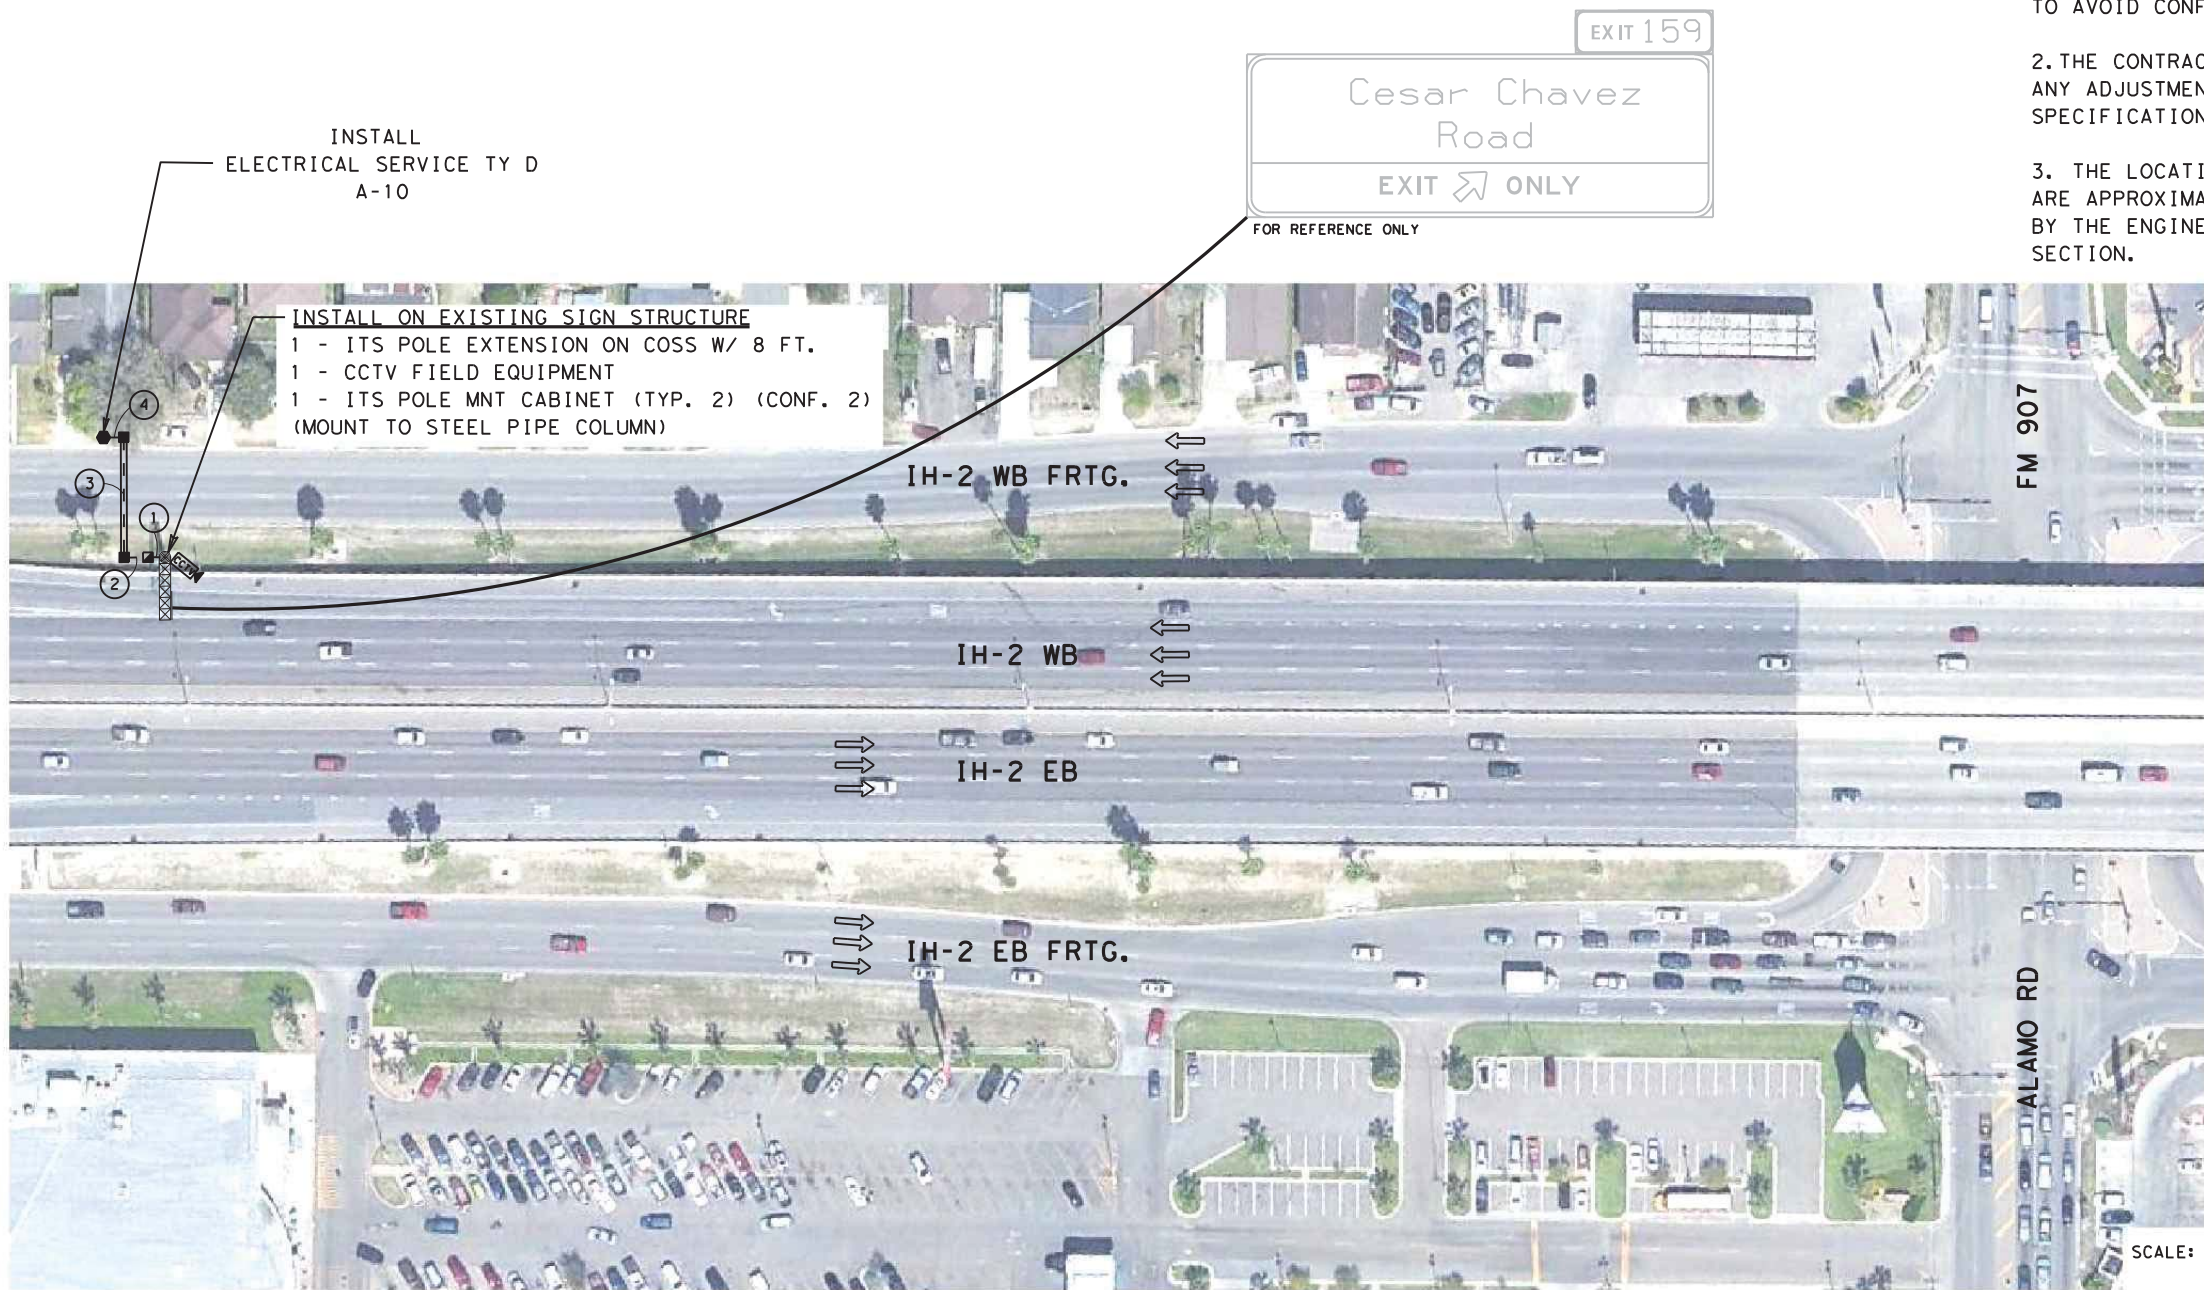 TO AVOID CONF
2. THE CONTRAC
ANY ADJUSTMEN
SPECIFICATION
3. THE LOCATI
ARE APPROXIMA
BY THE ENGINE
SECTION.
EXIT 159
Cesar Chavez
Road
EXIT ONLY
FOR REFERENCE ONLY
INSTALL
ELECTRICAL SERVICE TY D
A-10
INSTALL ON EXISTING SIGN STRUCTURE
1 - ITS POLE EXTENSION ON COSS W/ 8 FT.
1 - CCTV FIELD EQUIPMENT
1 - ITS POLE MNT CABINET (TYP. 2) (CONF. 2)
(MOUNT TO STEEL PIPE COLUMN)
4
3
1
2
CCTV
IH-2 WB FRTG.
FM 907
IH-2 WB
IH-2 EB
IH-2 EB FRTG.
ALAMO RD
SCALE: